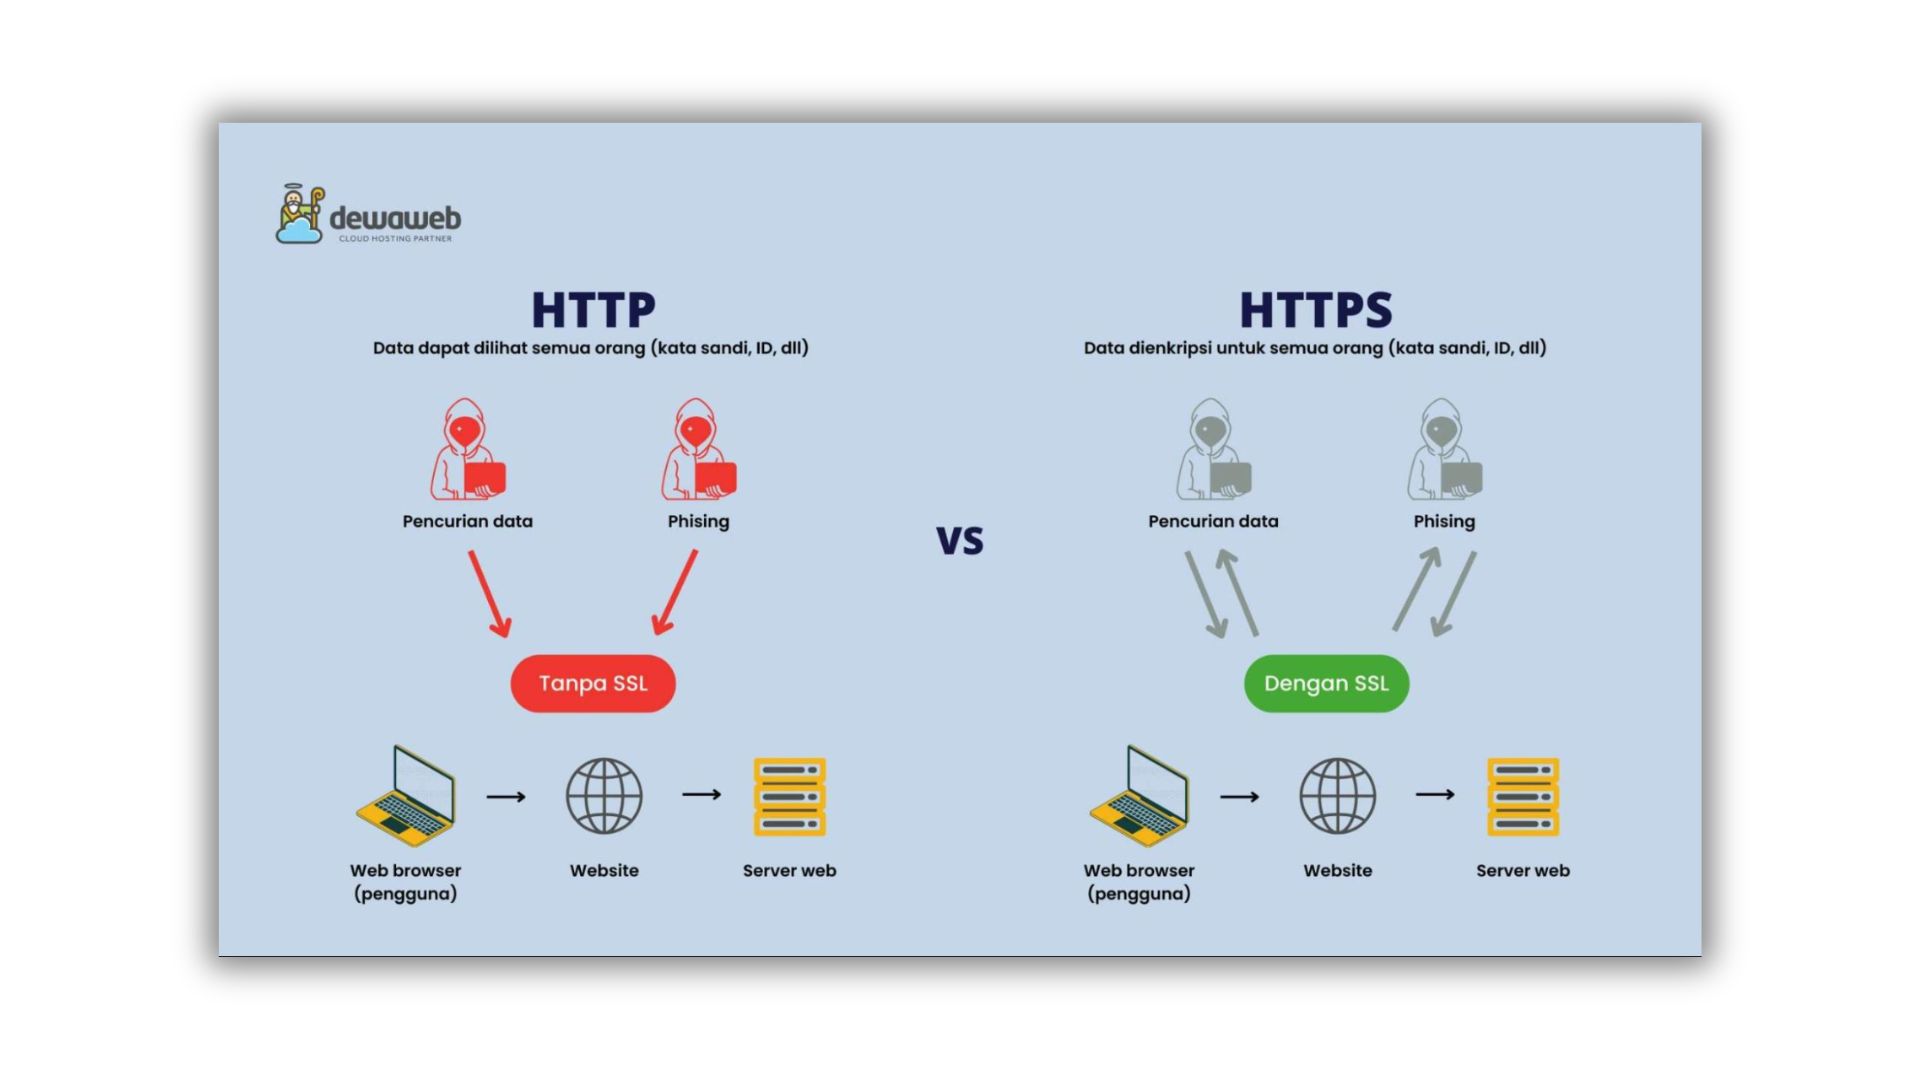 dewaweb
CLOUD HOSTING PARTNER
HTTP
Data dapat dilihat semua orang (kata sandi, ID, dll)
Pencurian data
Phising
Tanpa SSL
Web browser
(pengguna)
Website
Server web
VS
HTTPS
Data dienkripsi untuk semua orang (kata sandi, ID, dll)
Pencurian data
Phising
Dengan SSL
Web browser
(pengguna)
Website
Server web